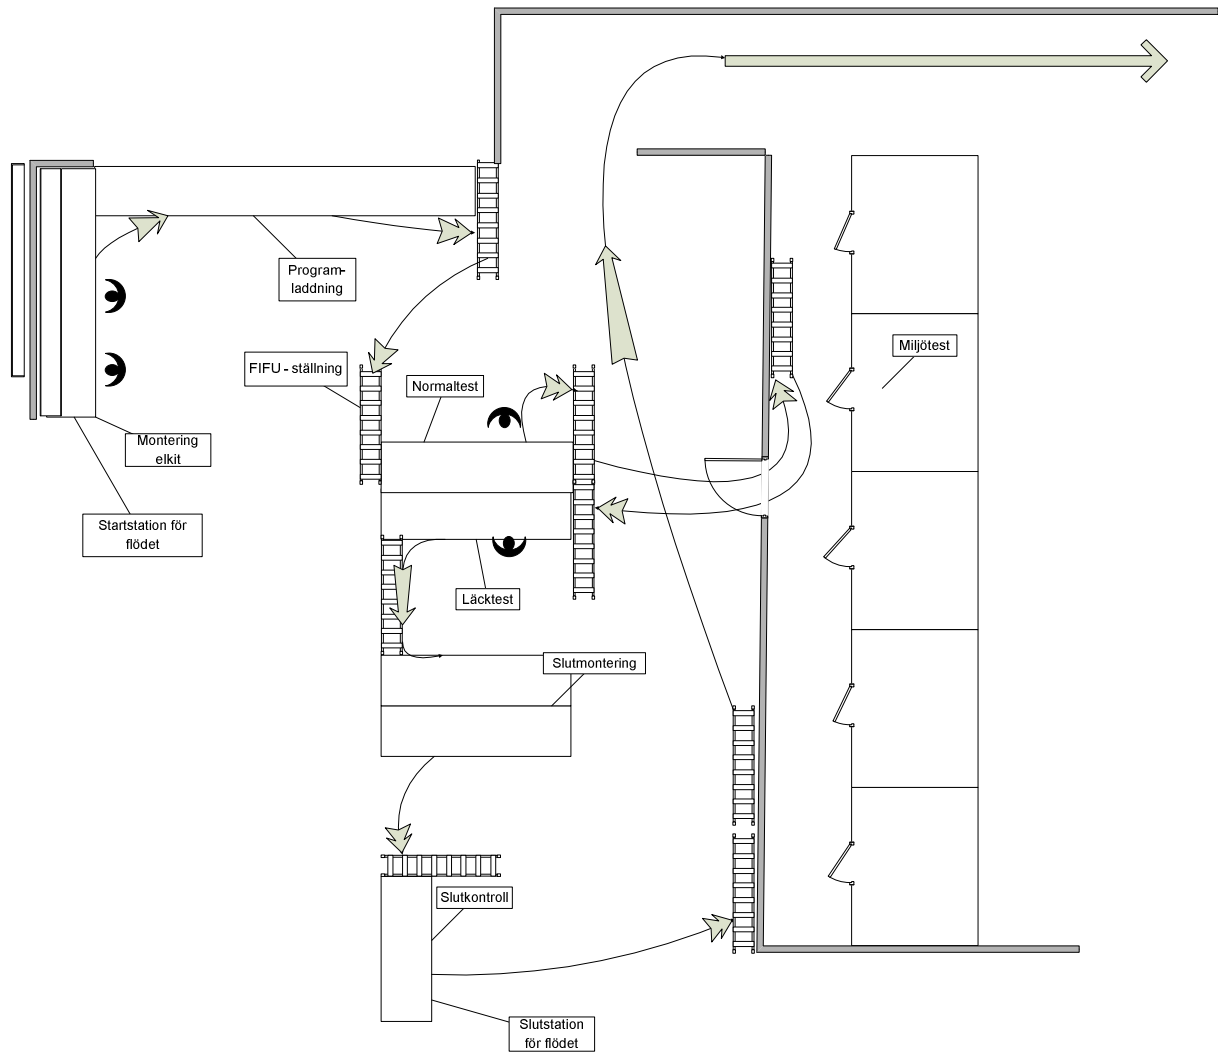 Program-
laddning
FIFU - ställning
Normaltest
Miljötest
Montering
elkit
Startstation för
flödet
Läcktest
Slutmontering
Slutkontroll
Slutstation
för flödet